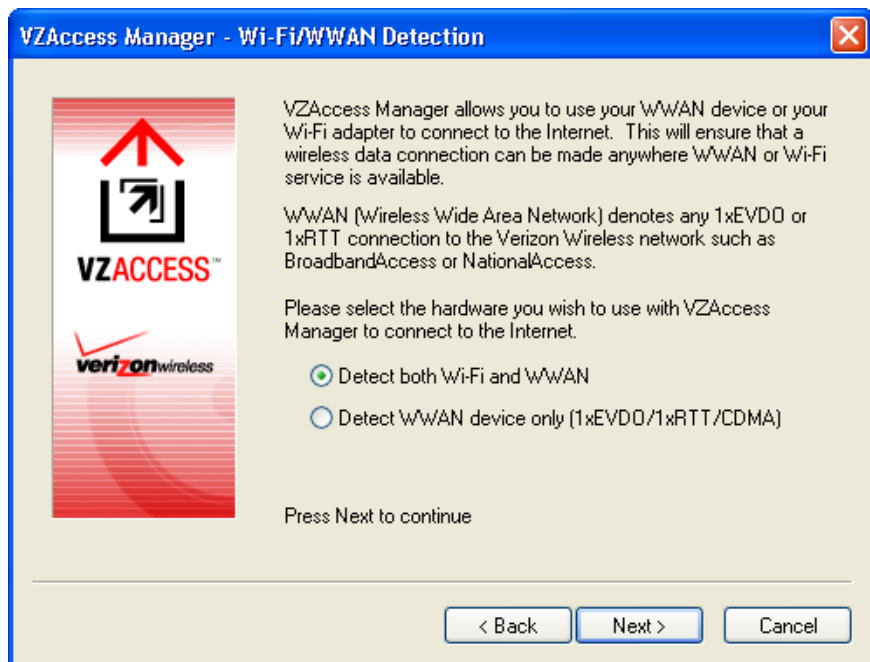 VZAccess Manager - Wi-Fi/WWAN Detection
VZAccess Manager allows you to use your WWAN device or your
Wi-Fi adapter to connect to the Internet.  This will ensure that a
wireless data connection can be made anywhere WWAN or Wi-Fi
service is available.
WWAN (Wireless Wide Area Network) denotes any 1xEVDO or
1xRTT connection to the Verizon Wireless network such as
BroadbandAccess or NationalAccess.
VZACCESS™
Please select the hardware you wish to use with VZAccess
Manager to connect to the Internet.
verizonwireless
Detect both Wi-Fi and WWAN
Detect WWAN device only (1xEVDO/1xRTT/CDMA)
Press Next to continue
< Back
Next >
Cancel